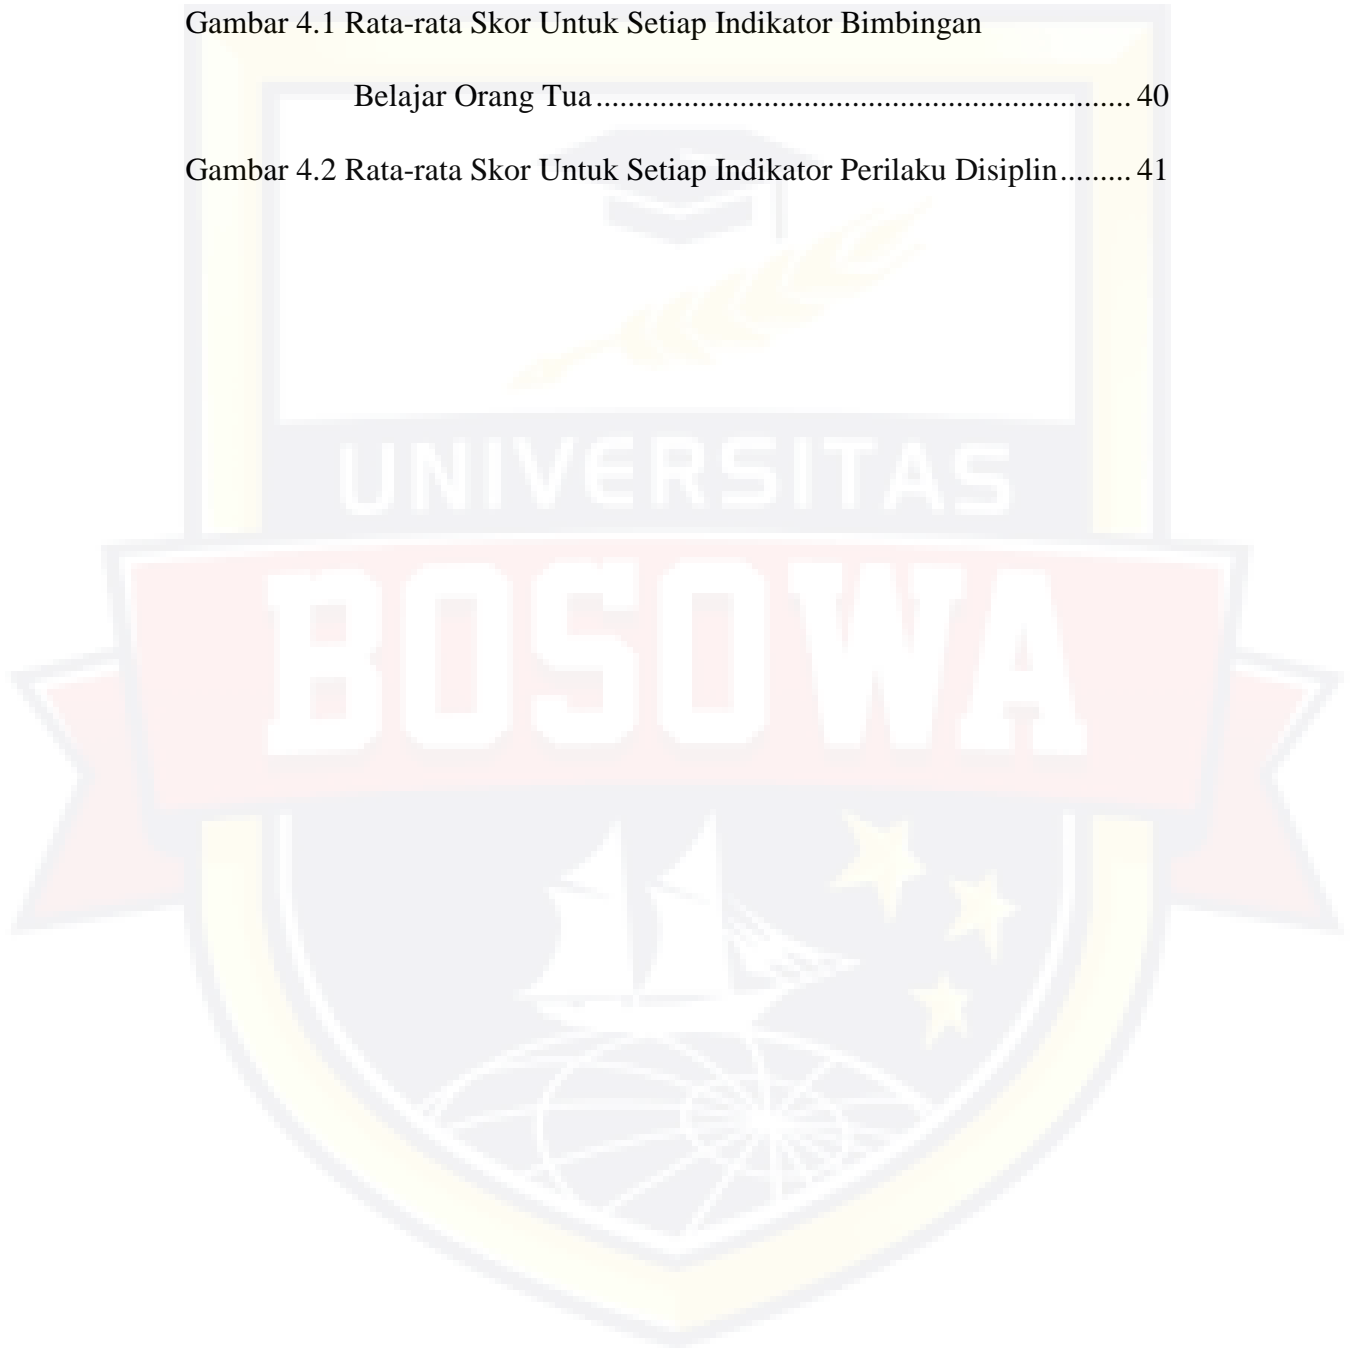 Gambar 4.1 Rata-rata Skor Untuk Setiap Indikator Bimbingan
Belajar Orang Tua................................................................... 40
Gambar 4.2 Rata-rata Skor Untuk Setiap Indikator Perilaku Disiplin......... 41
UNIVERSITAS
BOSOWA